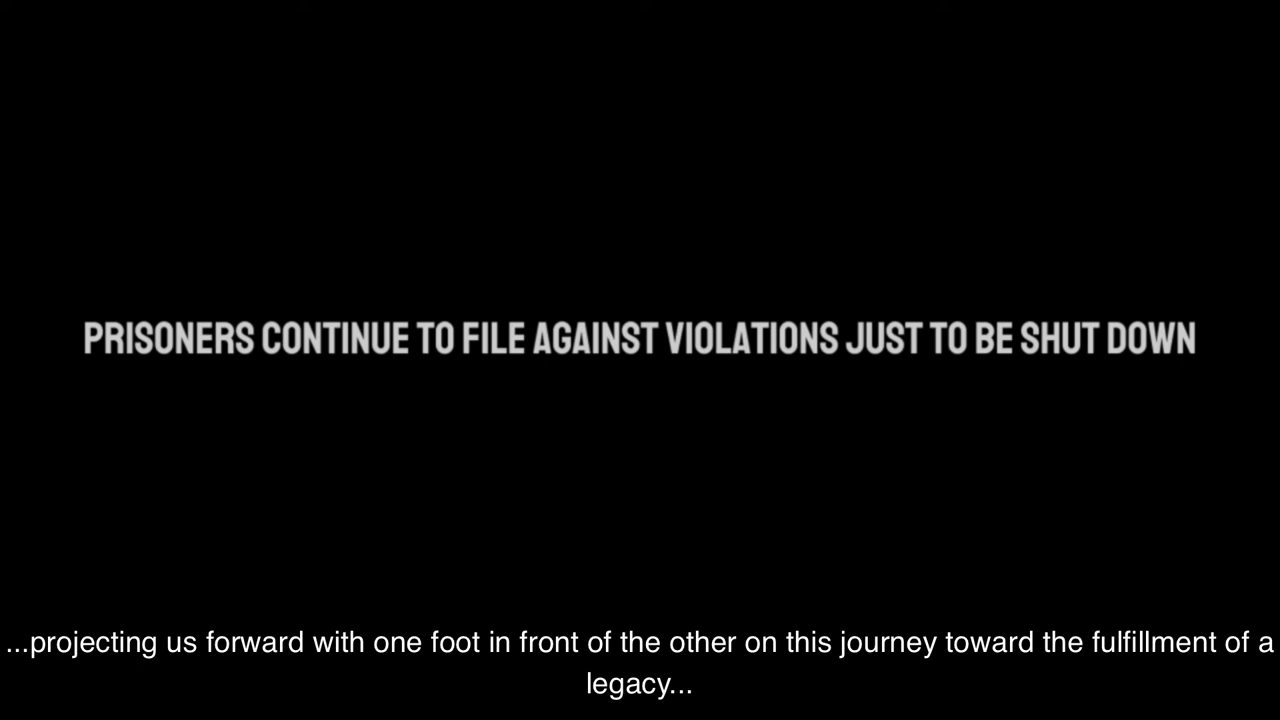 PRISONERS CONTINUE TO FILE AGAINST VIOLATIONS JUST TO BE SHUT DOWN
...projecting us forward with one foot in front of the other on this journey toward the fulfillment of a
legacy...